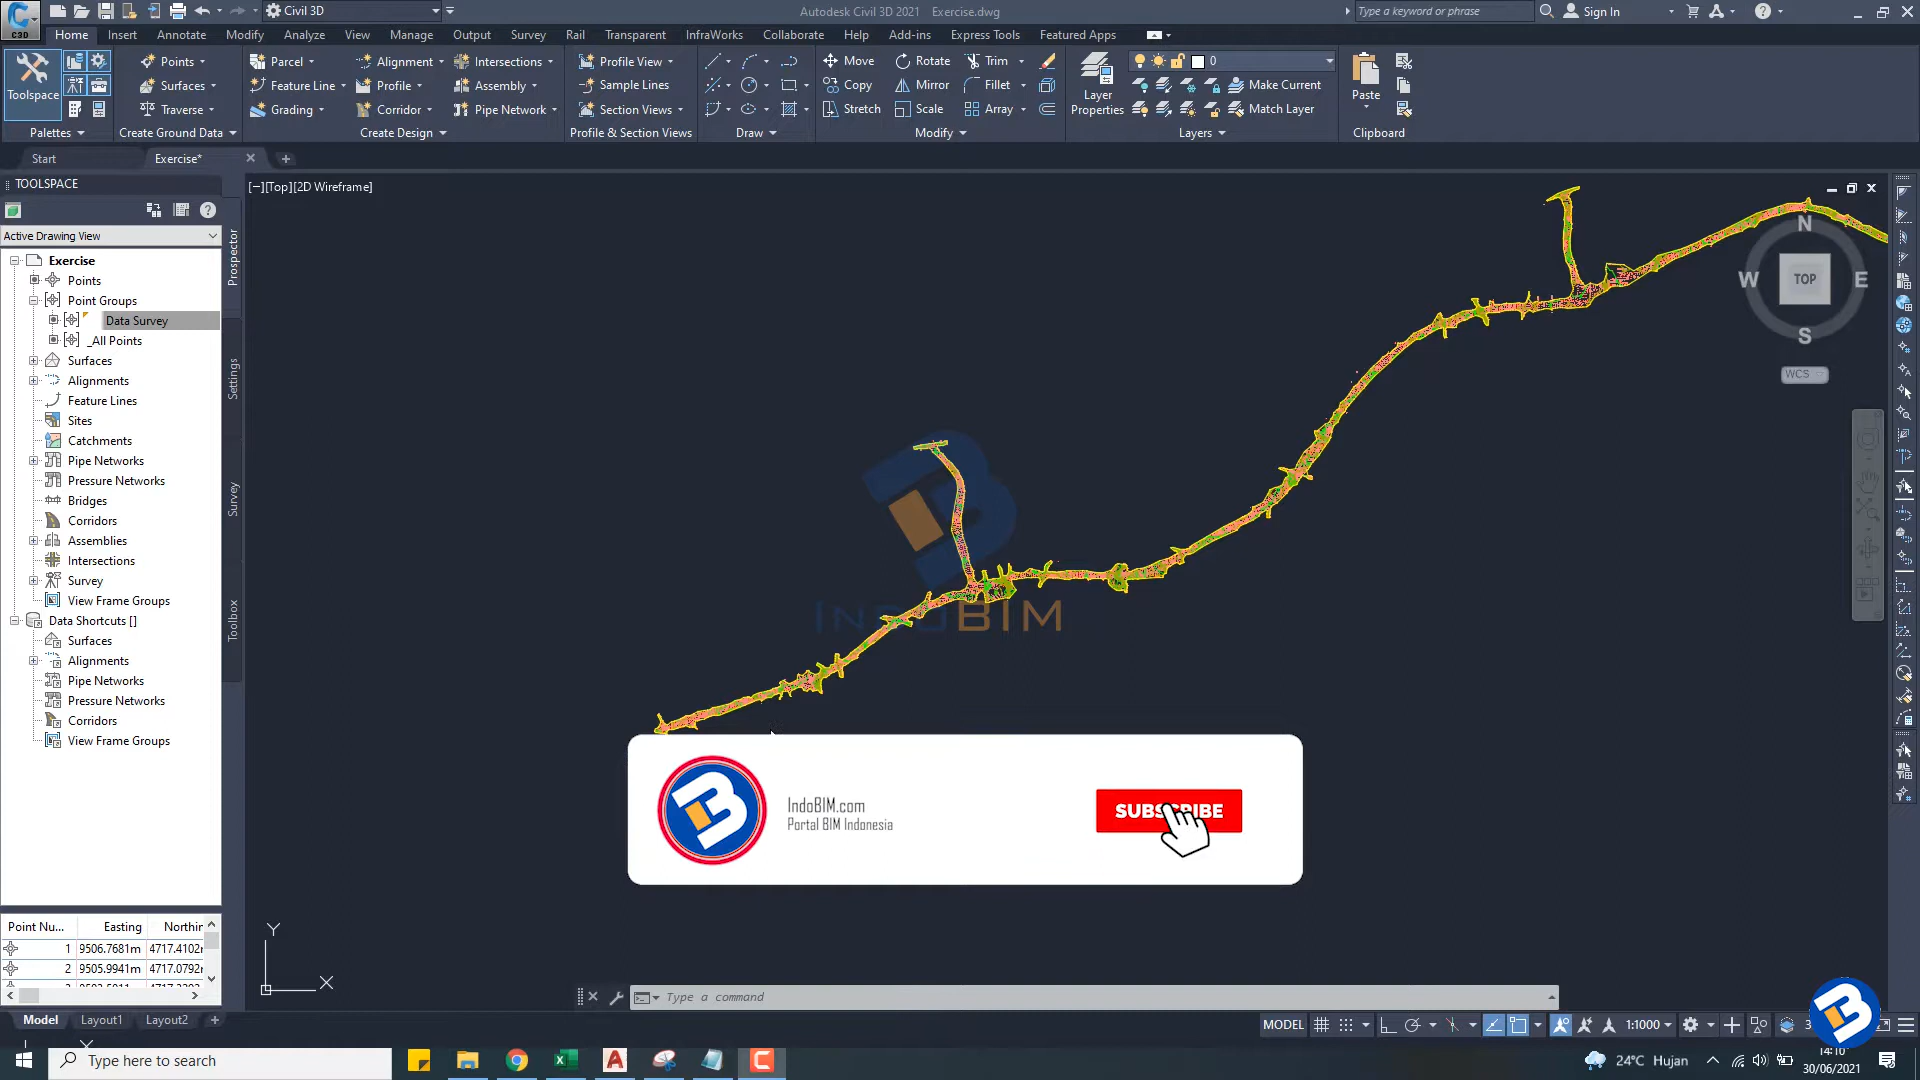 C3D
Civil 3D
Autodesk Civil 3D 2021 Exercise.dwg
Type a keyword or phrase
Sign In
Home Insert Annotate Modify Analyze View Manage Output Survey Rail Transparent InfraWorks Collaborate Help Add-ins Express Tools Featured Apps
Toolspace
Points
Surfaces
Traverse
Parcel
Feature Line
Grading
Alignment
Profile
Corridor
Intersections
Assembly
Pipe Network
Profile View
Sample Lines
Section Views
Move
Copy
Stretch
Rotate
Mirror
Scale
Trim
Fillet
Array
Layer
Properties
0
Make Current
Match Layer
Paste
Palettes
Create Ground Data
Create Design
Profile & Section Views
Draw
Modify
Layers
Clipboard
Start
Exercise*
TOOLSPACE
Active Drawing View
Exercise
Points
Point Groups
Data Survey
_All Points
Surfaces
Alignments
Feature Lines
Sites
Catchments
Pipe Networks
Pressure Networks
Bridges
Corridors
Assemblies
Intersections
Survey
View Frame Groups
Data Shortcuts []
Surfaces
Alignments
Pipe Networks
Pressure Networks
Corridors
View Frame Groups
Prospector
Settings
Survey
Toolbox
Point Nu... Easting Northin
1 9506.7681m 4717.4102
2 9505.9941m 4717.0792
[−][Top][2D Wireframe]
N
W TOP E
S
WCS
INDOBIM
IndoBIM.com
Portal BIM Indonesia
SUBSCRIBE
Y
X
Type a command
Model Layout1 Layout2
MODEL
1:1000
Type here to search
24°C Hujan
14:10
30/06/2021